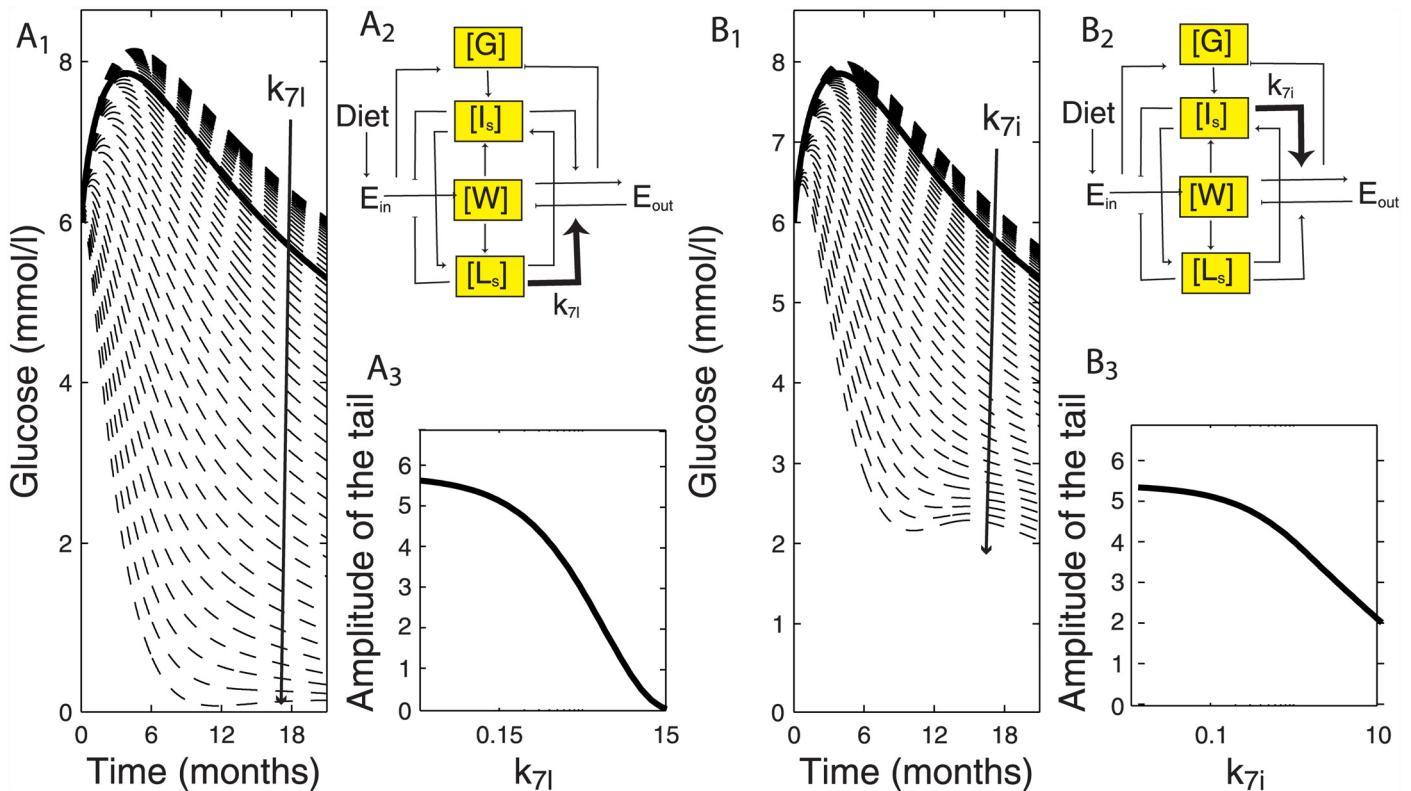 A1
Glucose (mmol/l)
8
6
4
2
0
k7l
0 6 12 18
Time (months)
A2
[G]
[Is]
[W]
[Ls]
Diet
Ein
Eout
k7l
A3
Amplitude of the tail
6
5
4
3
2
1
0
0.15 15
k7l
B1
Glucose (mmol/l)
8
7
6
5
4
3
2
1
0
k7i
0 6 12 18
Time (months)
B2
[G]
k7i
[Is]
[W]
[Ls]
Diet
Ein
Eout
B3
Amplitude of the tail
6
5
4
3
2
1
0
0.1 10
k7i